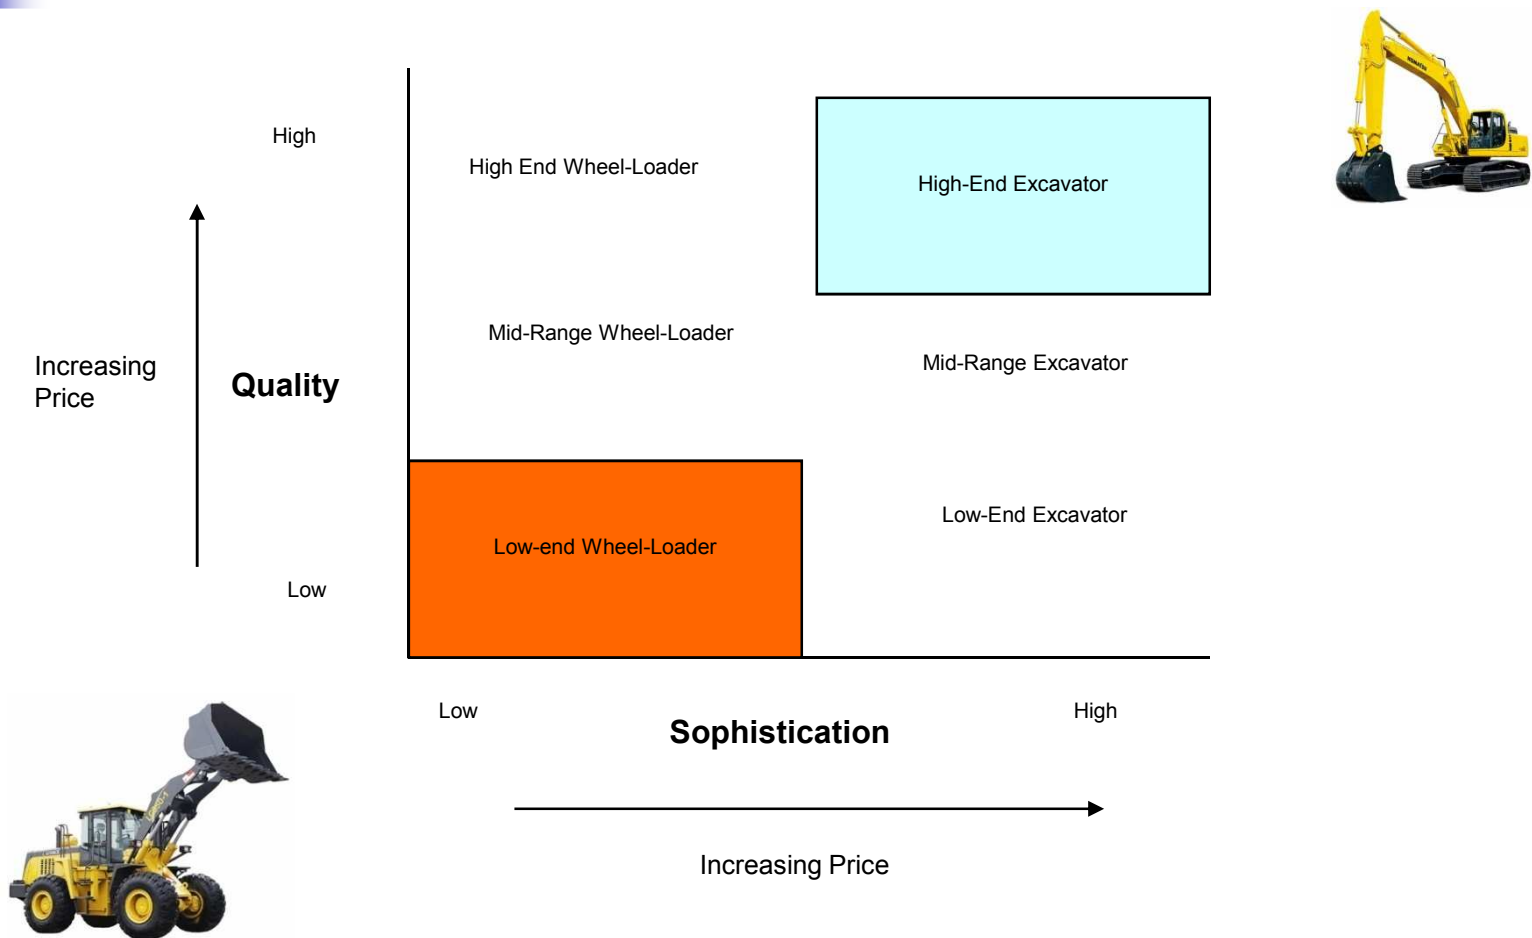 High
High End Wheel-Loader
High-End Excavator
KOMATSU
Mid-Range Wheel-Loader
Mid-Range Excavator
Increasing
Price
Quality
Low-End Excavator
Low-end Wheel-Loader
Low
Low
High
Sophistication
Increasing Price